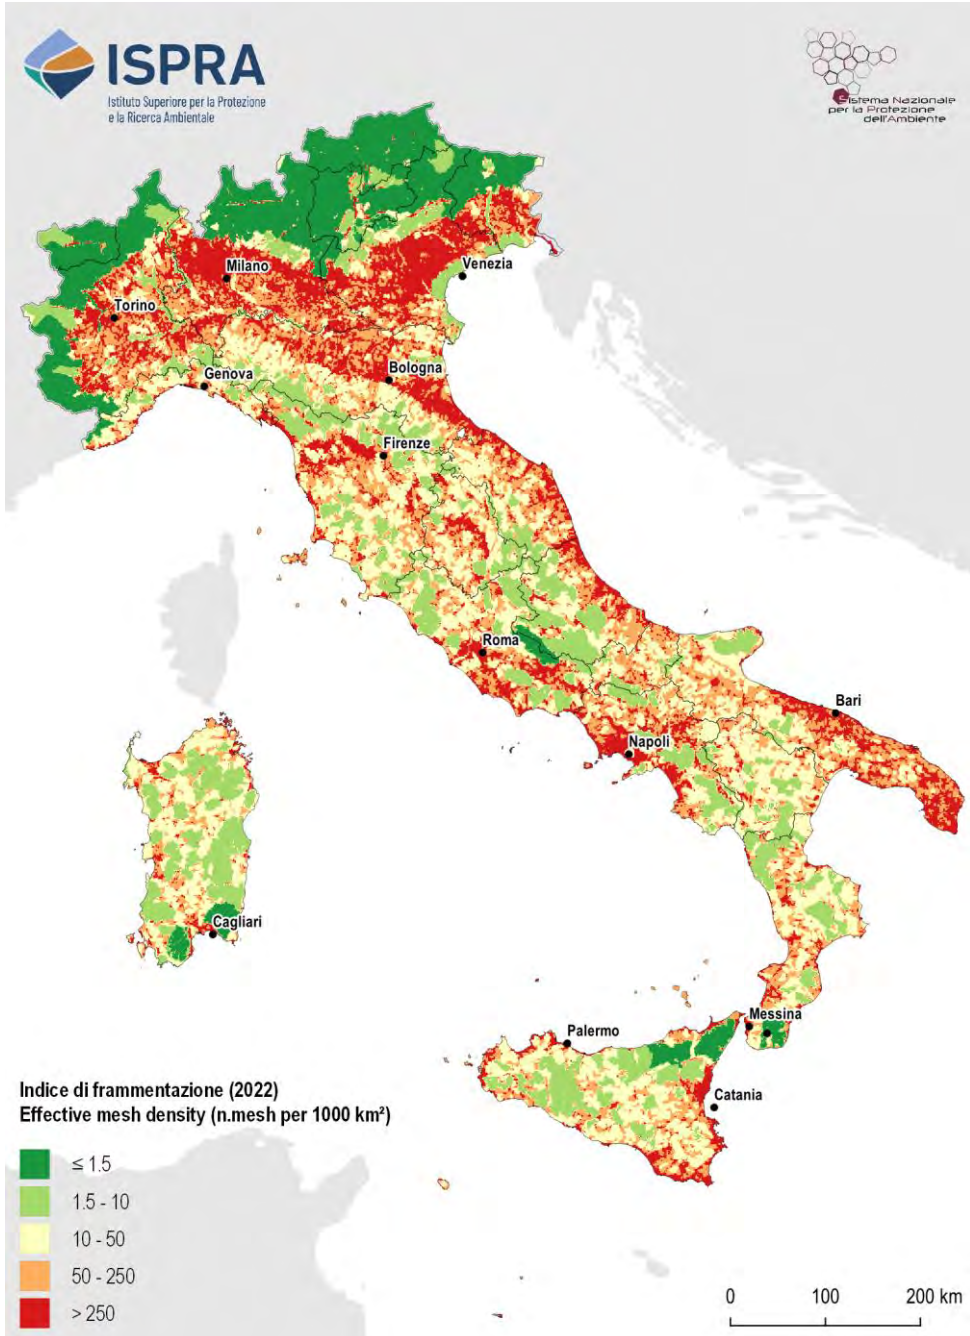 ISPRA
Istituto Superiore per la Protezione
e la Ricerca Ambientale
Sistema Nazionale
per la Protezione
dell'Ambiente
Milano
Venezia
Torino
Bologna
Genova
Firenze
Roma
Bari
Napoli
Cagliari
Messina
Palermo
Catania
Indice di frammentazione (2022)
Effective mesh density (n.mesh per 1000 km²)
≤ 1.5
1.5 - 10
10 - 50
50 - 250
> 250
0 100 200 km